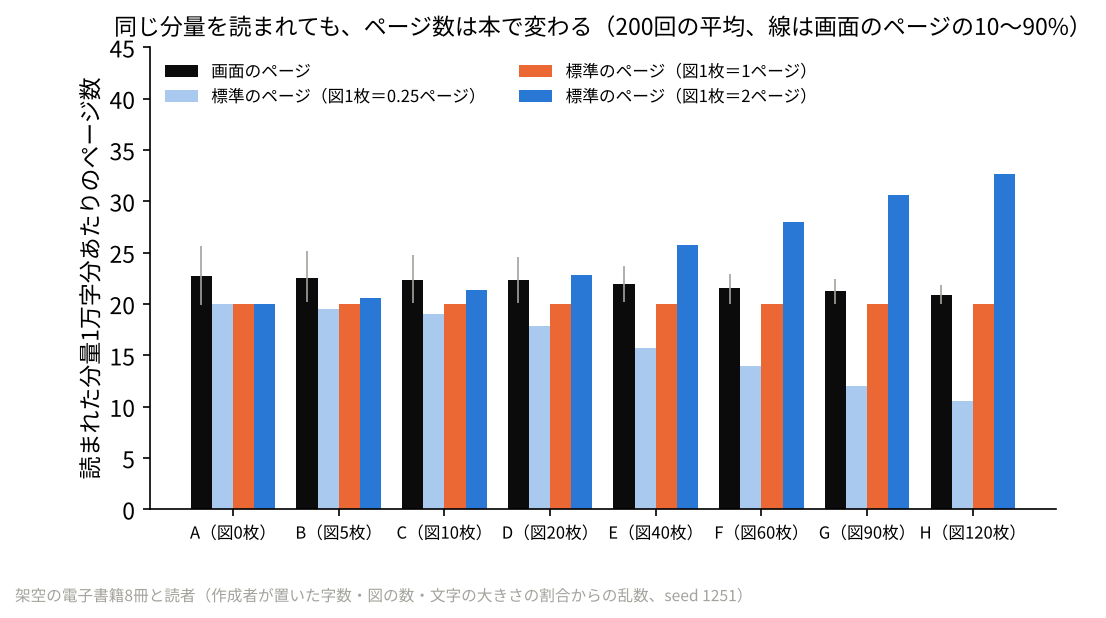 同じ分量を読まれても、ページ数は本で変わる（200回の平均、線は画面のページの10〜90%）
読まれた分量1万字分あたりのページ数
45
40
35
30
25
20
15
10
5
0
画面のページ
標準のページ（図1枚＝0.25ページ）
標準のページ（図1枚＝1ページ）
標準のページ（図1枚＝2ページ）
A（図0枚）
B（図5枚）
C（図10枚）
D（図20枚）
E（図40枚）
F（図60枚）
G（図90枚）
H（図120枚）
架空の電子書籍8冊と読者（作成者が置いた字数・図の数・文字の大きさの割合からの乱数、seed 1251）